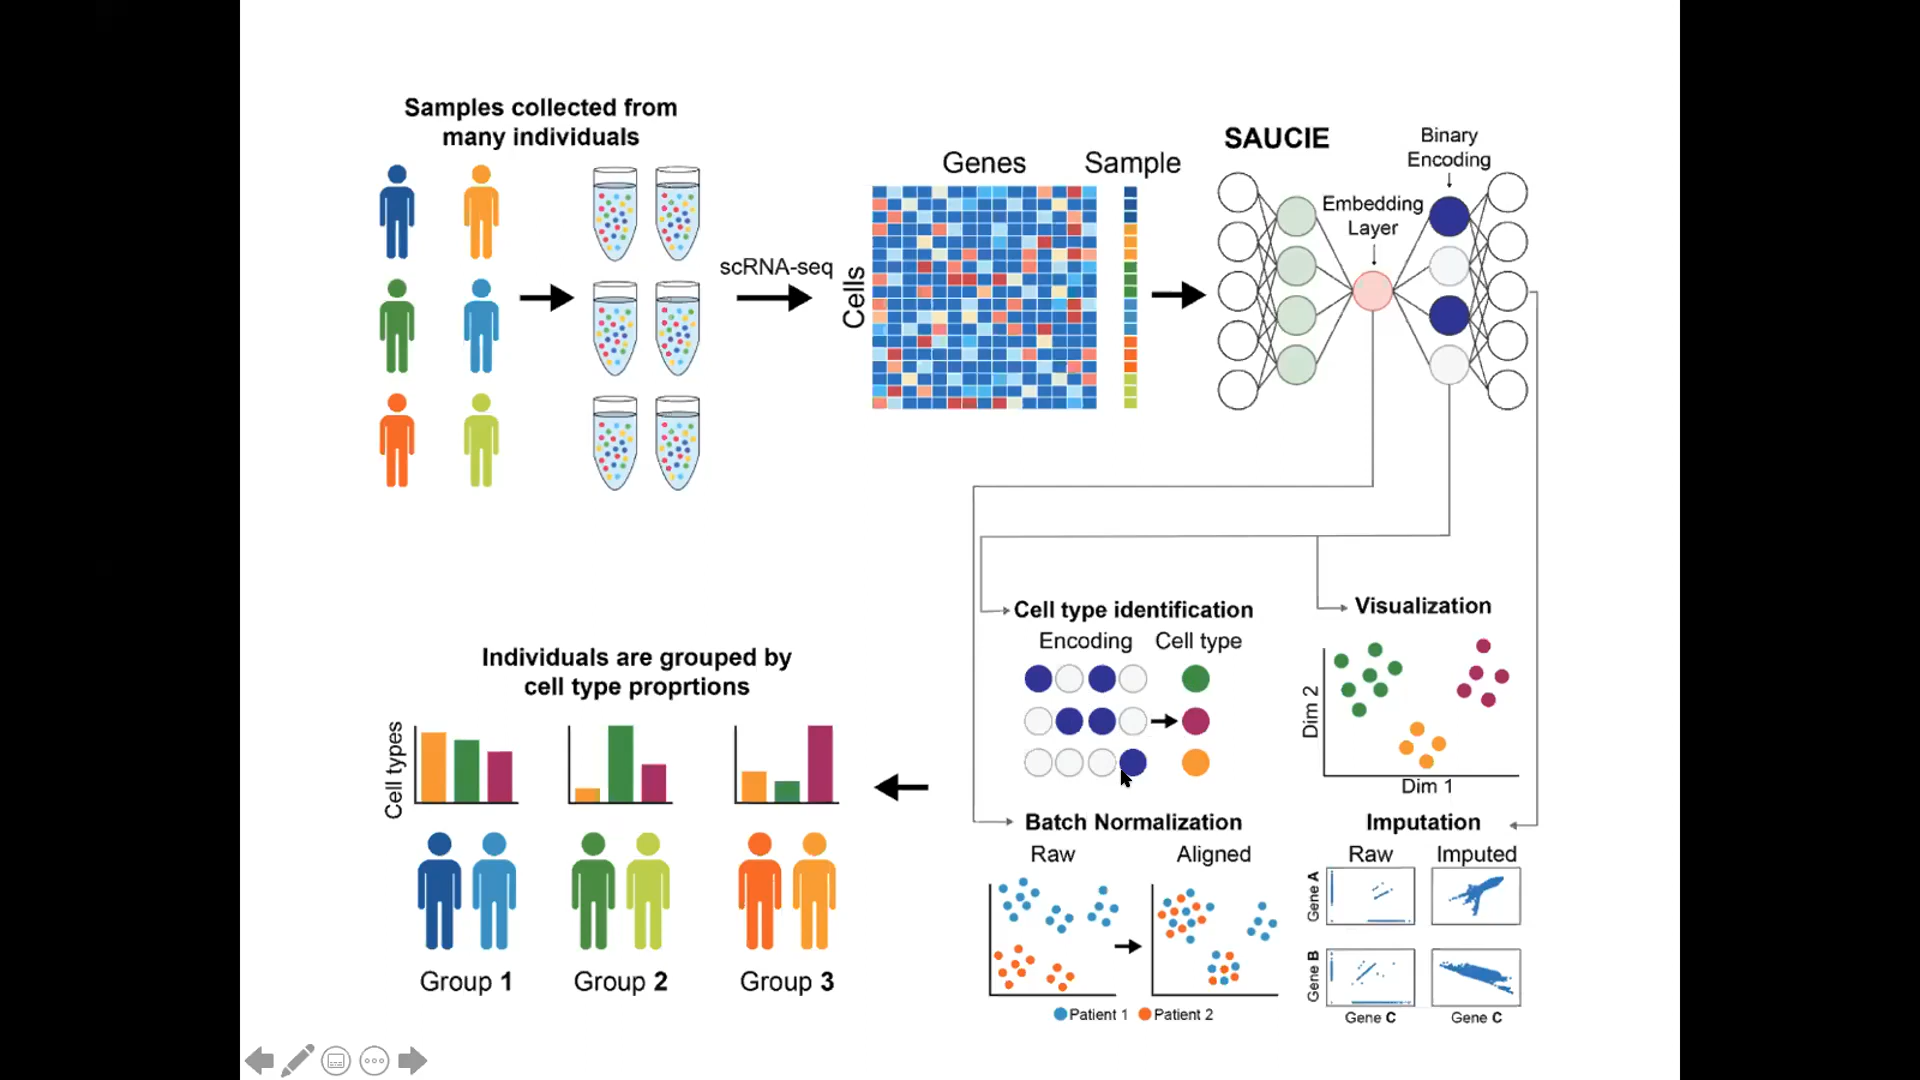 Samples collected from
many individuals
scRNA-seq
Genes
Sample
Cells
SAUCIE
Binary
Encoding
Embedding
Layer
Cell type identification
Encoding
Cell type
Visualization
Dim 2
Dim 1
Individuals are grouped by
cell type proprtions
Cell types
Group 1
Group 2
Group 3
Batch Normalization
Raw
Aligned
Patient 1
Patient 2
Imputation
Raw
Imputed
Gene A
Gene B
Gene C
Gene C